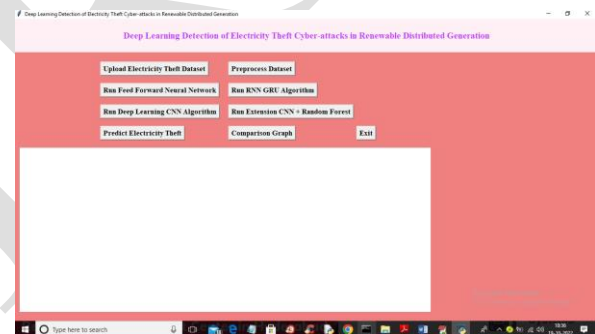 Deep Learning Detection of Electricity Theft Cyber-attacks in Renewable Distributed Generation
Deep Learning Detection of Electricity Theft Cyber-attacks in Renewable Distributed Generation
Upload Electricity Theft Dataset Preprocess Dataset
Run Feed Forward Neural Network Run RNN GRU Algorithm
Run Deep Learning CNN Algorithm Run Extension CNN + Random Forest
Predict Electricity Theft Comparison Graph Exit
Type here to search